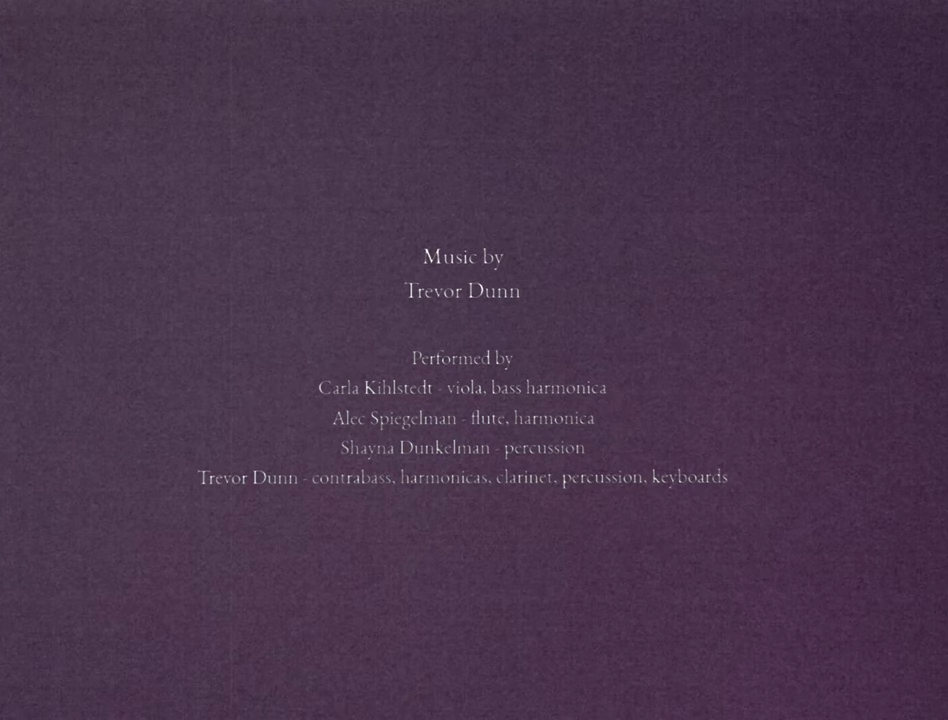 Music by
Trevor Dunn
Performed by
Carla Kihlstedt - viola, bass harmonica
Alec Spiegelman - flute, harmonica
Shayna Dunkelman - percussion
Trevor Dunn - contrabass, harmonicas, clarinet, percussion, keyboards